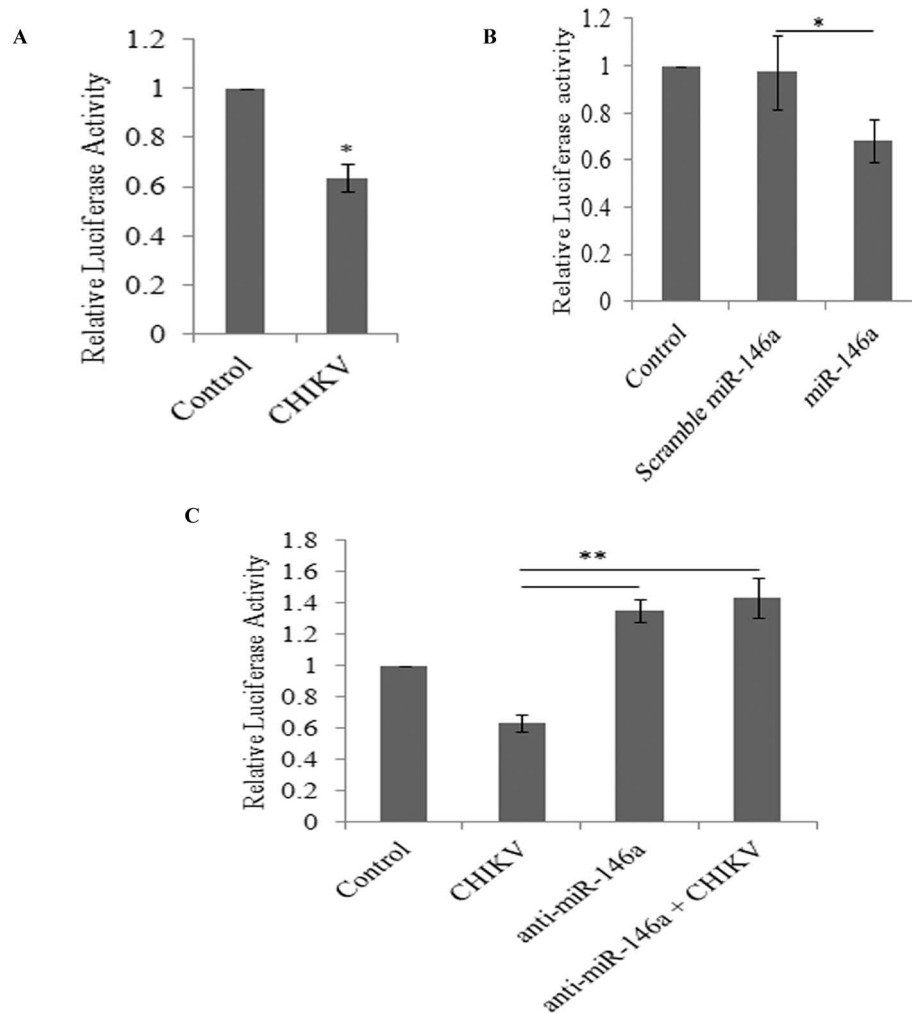 A
Relative Luciferase Activity
1.2
1
0.8
0.6
0.4
0.2
0
*
Control
CHIKV
B
Relative Luciferase activity
1.2
1
0.8
0.6
0.4
0.2
0
*
Control
Scramble miR-146a
miR-146a
C
Relative Luciferase Activity
1.8
1.6
1.4
1.2
1
0.8
0.6
0.4
0.2
0
**
Control
CHIKV
anti-miR-146a
anti-miR-146a + CHIKV